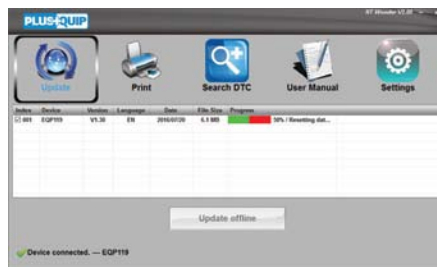 PLUS QUIP
RT Wonder V2.00
Update
Print
Search DTC
User Manual
Settings
Index Device Version Language Date File Size Progress
001 EQP119 V1.30 EN 2016/07/20 6.1 MB 50% / Resetting dat...
Update offline
Device connected. --- EQP119